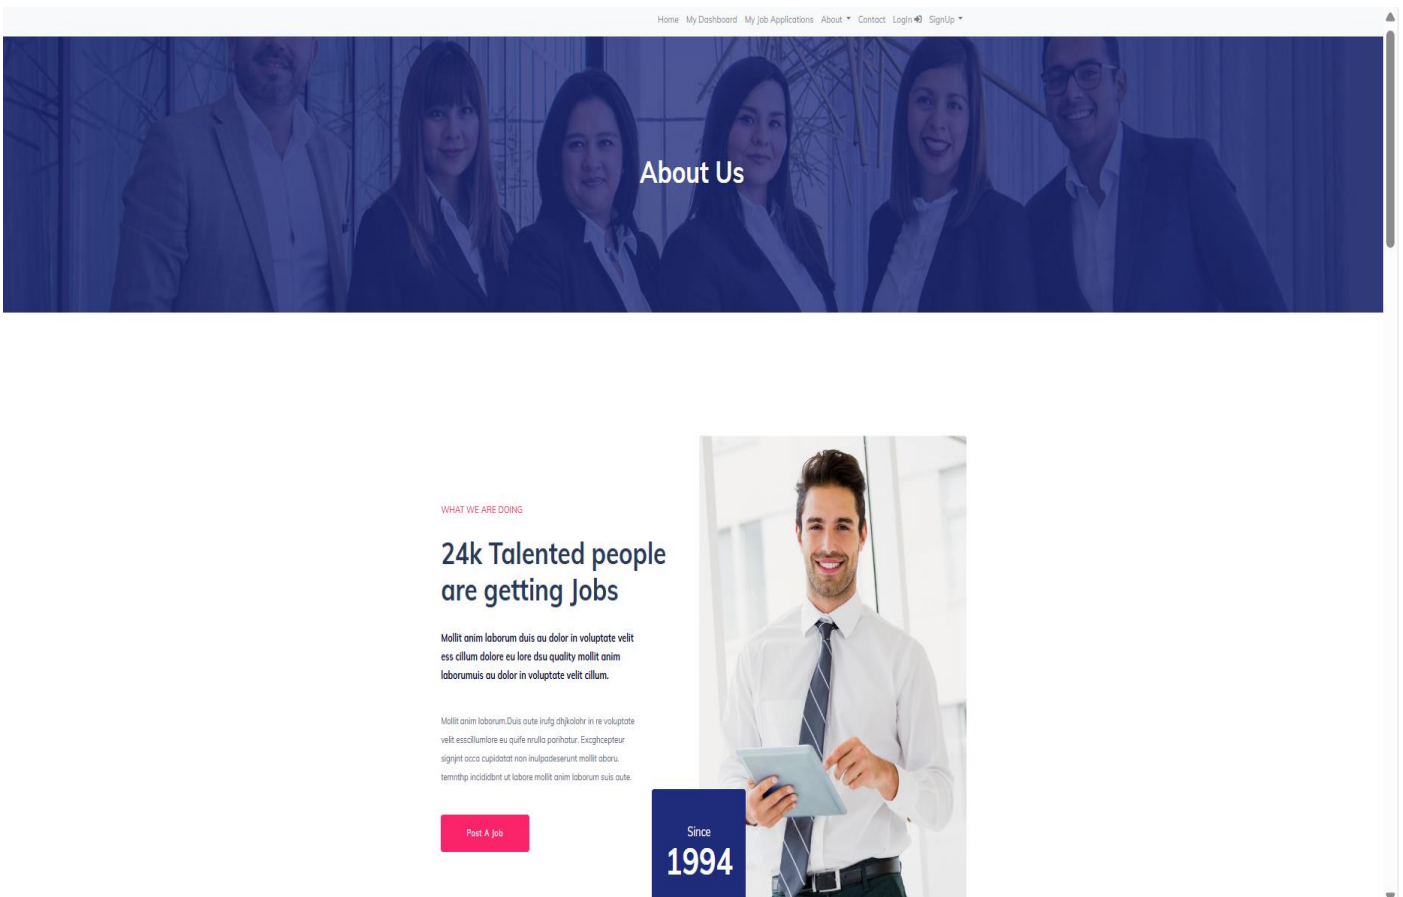 Home My Dashboard My Job Applications About Contact LogIn SignUp
About Us
WHAT WE ARE DOING
24k Talented people
are getting Jobs
Mollit anim laborum duis au dolor in voluptate velit
ess cillum dolore eu lore dsu quality mollit anim
laborumuis au dolor in voluptate velit cillum.
Mollit anim laborum.Duis aute irufg dhjkolohr in re voluptate
velit esscillumlore eu quife nrulla parihatur. Excghcepteur
signjnt occa cupidatat non inulpadeserunt mollit aboru.
temnthp incididbnt ut labore mollit anim laborum suis aute.
Post A Job
Since
1994